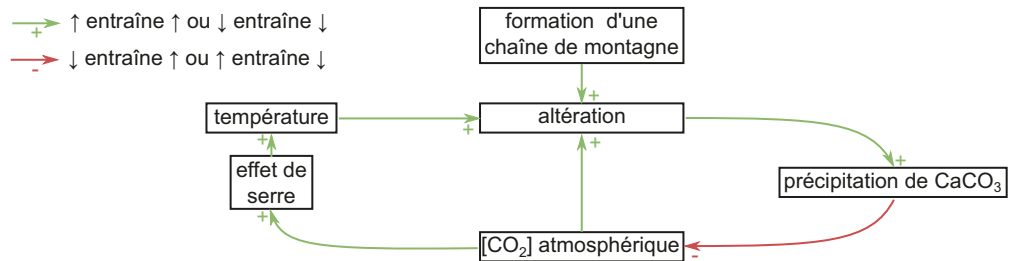 ↑ entraîne ↑ ou ↓ entraîne ↓
+
↓ entraîne ↑ ou ↑ entraîne ↓
-
formation d'une
chaîne de montagne
+
température
+
altération
+
+
+
effet de
serre
+
précipitation de CaCO₃
[CO₂] atmosphérique
-